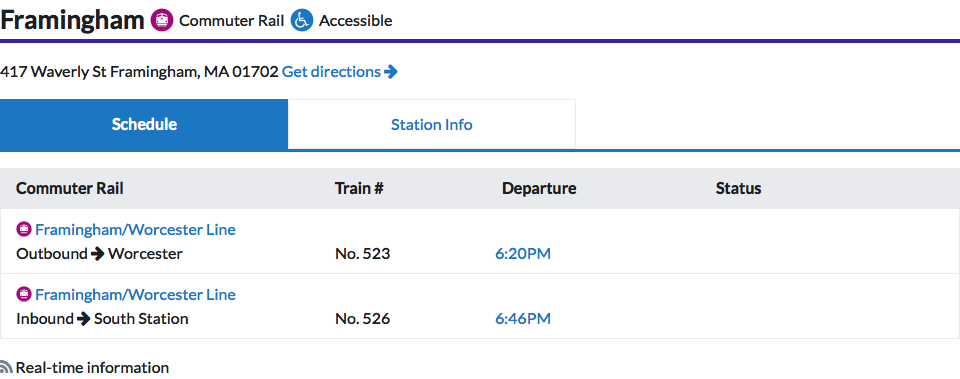 Framingham Commuter Rail Accessible
417 Waverly St Framingham, MA 01702 Get directions
Schedule Station Info
Commuter Rail Train # Departure Status
Framingham/Worcester Line
Outbound Worcester No. 523 6:20PM
Framingham/Worcester Line
Inbound South Station No. 526 6:46PM
Real-time information